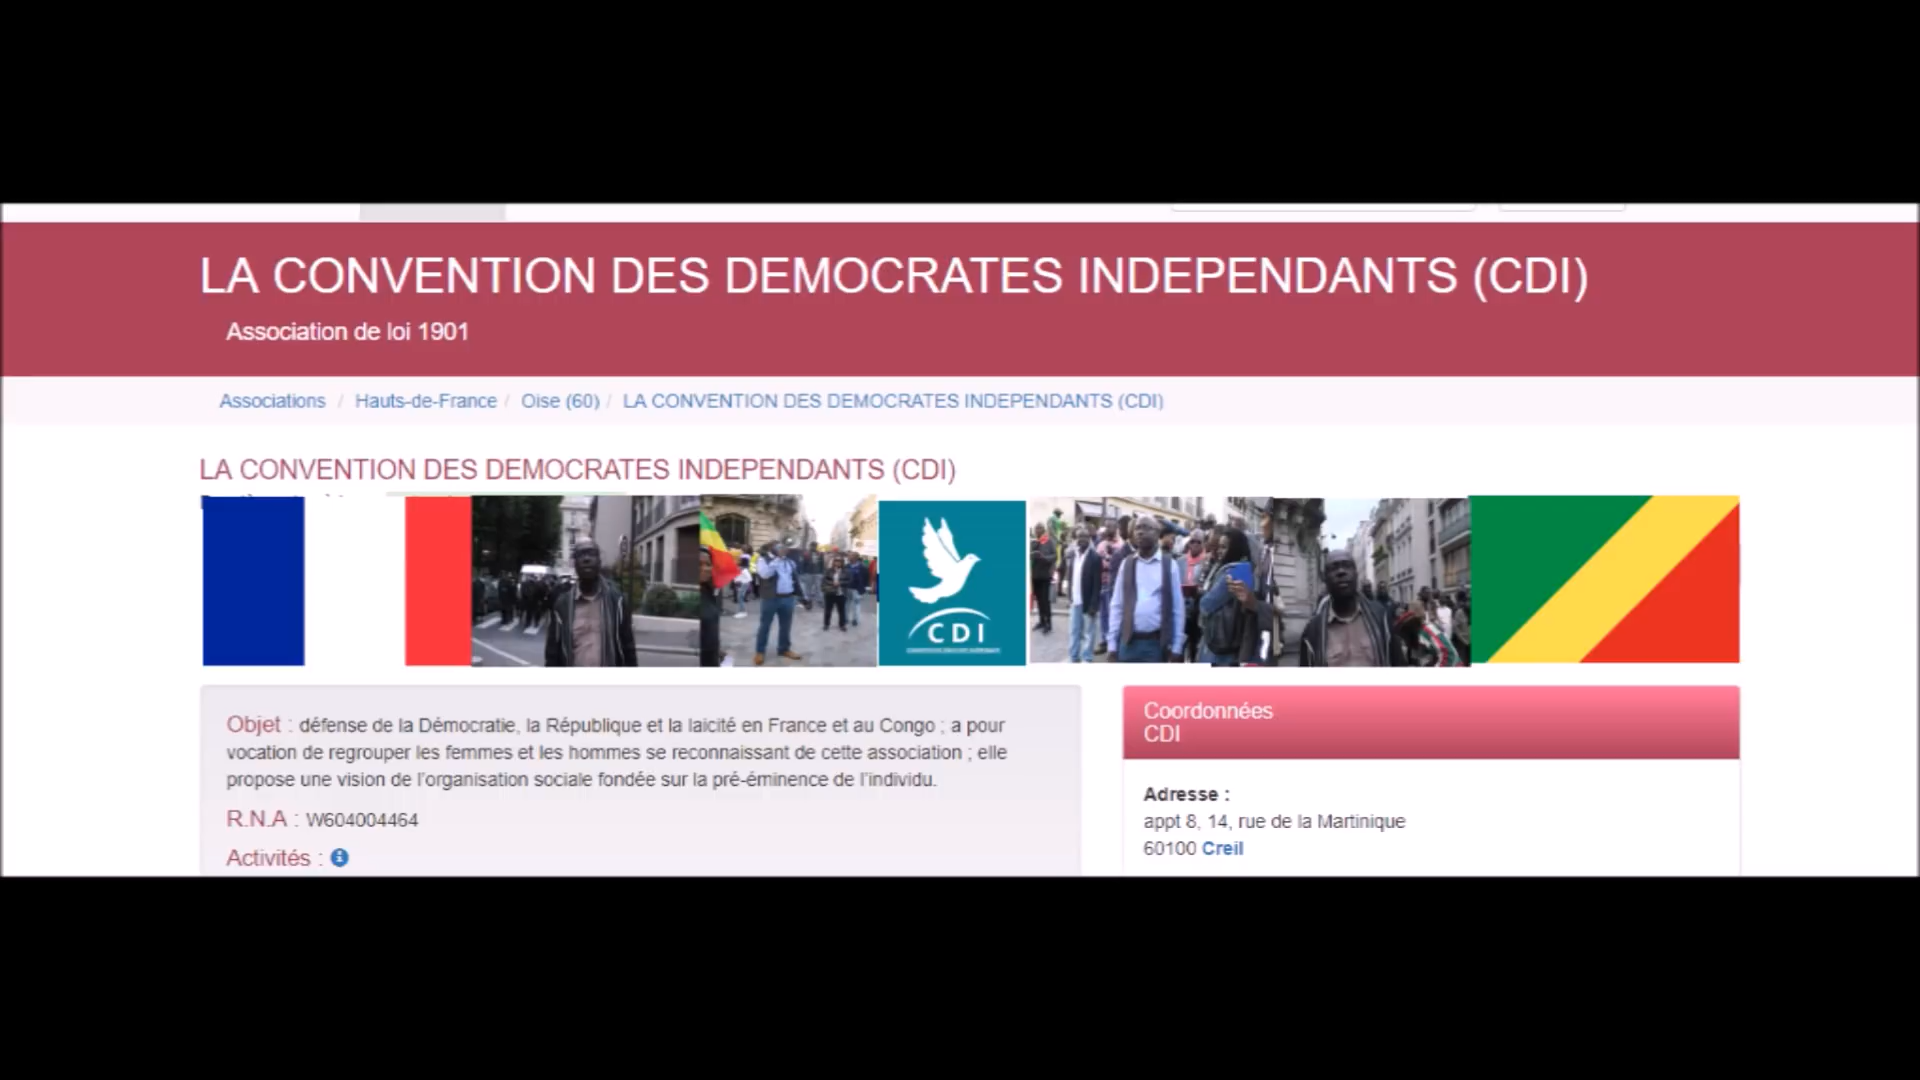 LA CONVENTION DES DEMOCRATES INDEPENDANTS (CDI)
Association de loi 1901
Associations / Hauts-de-France / Oise (60) / LA CONVENTION DES DEMOCRATES INDEPENDANTS (CDI)
LA CONVENTION DES DEMOCRATES INDEPENDANTS (CDI)
CDI
Objet : défense de la Démocratie, la République et la laicité en France et au Congo ; a pour
vocation de regrouper les femmes et les hommes se reconnaissant de cette association ; elle
propose une vision de l'organisation sociale fondée sur la pré-éminence de l'individu.
R.N.A : W604004464
Activités :
Coordonnées
CDI
Adresse :
appt 8, 14, rue de la Martinique
60100 Creil